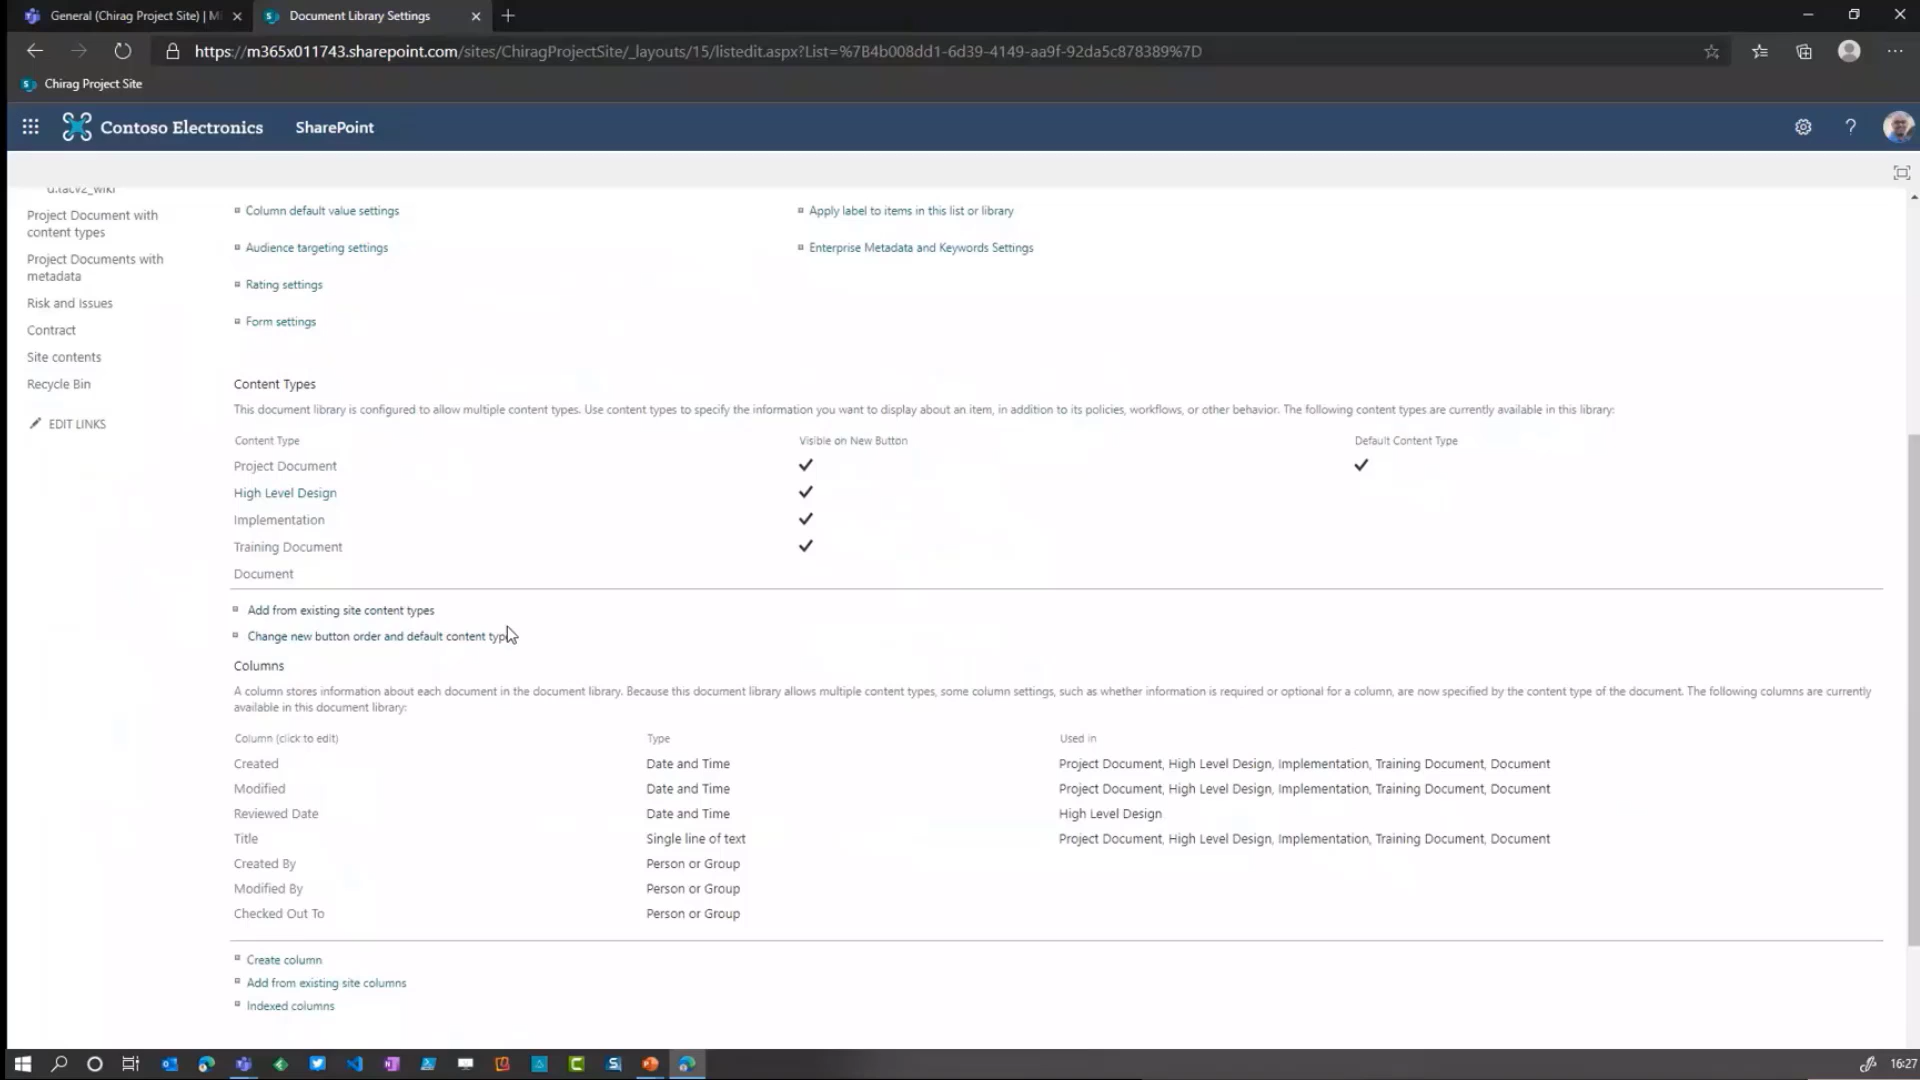 General (Chirag Project Site) | Mi
Document Library Settings
https://m365x011743.sharepoint.com/sites/ChiragProjectSite/_layouts/15/listedit.aspx?List=%7B4b008dd1-6d39-4149-aa9f-92da5c878389%7D
Chirag Project Site
Contoso Electronics
SharePoint
Project Document with
content types
Project Documents with
metadata
Risk and Issues
Contract
Site contents
Recycle Bin
EDIT LINKS
Column default value settings
Apply label to items in this list or library
Audience targeting settings
Enterprise Metadata and Keywords Settings
Rating settings
Form settings
Content Types
This document library is configured to allow multiple content types. Use content types to specify the information you want to display about an item, in addition to its policies, workflows, or other behavior. The following content types are currently available in this library:
Content Type Visible on New Button Default Content Type
Project Document
High Level Design
Implementation
Training Document
Document
Add from existing site content types
Change new button order and default content type
Columns
A column stores information about each document in the document library. Because this document library allows multiple content types, some column settings, such as whether information is required or optional for a column, are now specified by the content type of the document. The following columns are currently
available in this document library:
Column (click to edit) Type Used in
Created Date and Time Project Document, High Level Design, Implementation, Training Document, Document
Modified Date and Time Project Document, High Level Design, Implementation, Training Document, Document
Reviewed Date Date and Time High Level Design
Title Single line of text Project Document, High Level Design, Implementation, Training Document, Document
Created By Person or Group
Modified By Person or Group
Checked Out To Person or Group
Create column
Add from existing site columns
Indexed columns
16:27